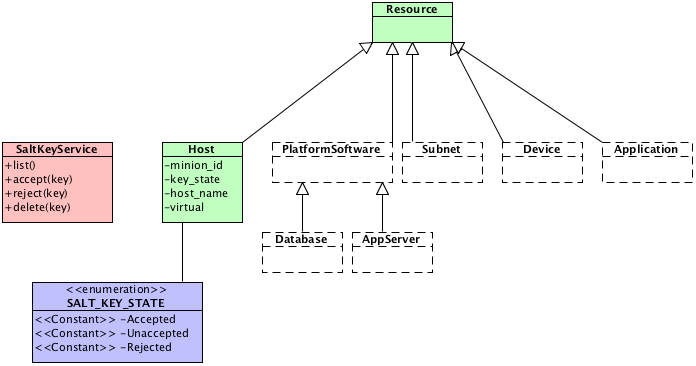 Resource
SaltKeyService
+list()
+accept(key)
+reject(key)
+delete(key)
Host
-minion_id
-key_state
-host_name
-virtual
PlatformSoftware
Subnet
Device
Application
Database
AppServer
<<enumeration>>
SALT_KEY_STATE
<<Constant>> -Accepted
<<Constant>> -Unaccepted
<<Constant>> -Rejected